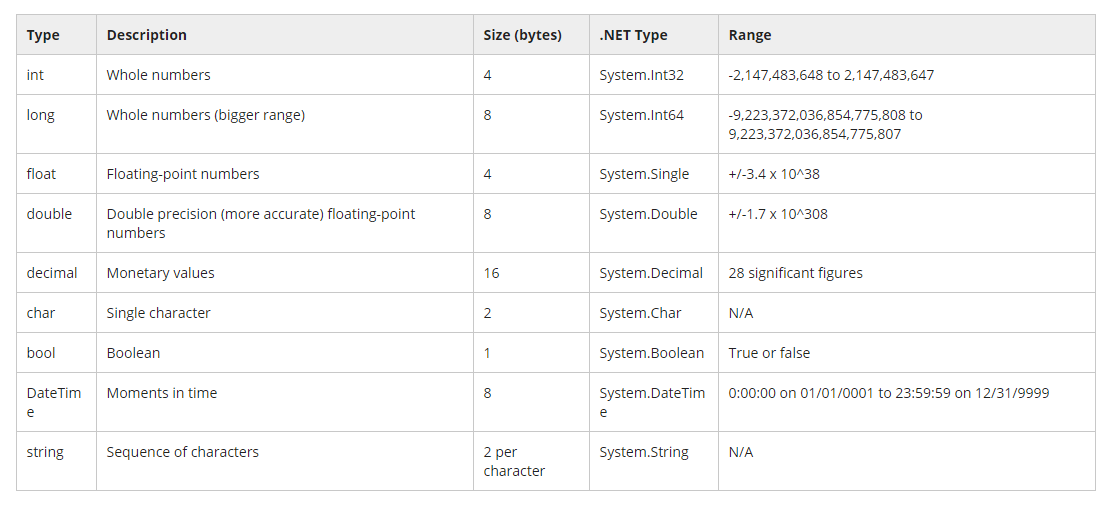 Type Description Size (bytes) .NET Type Range
int Whole numbers 4 System.Int32 -2,147,483,648 to 2,147,483,647
long Whole numbers (bigger range) 8 System.Int64 -9,223,372,036,854,775,808 to
9,223,372,036,854,775,807
float Floating-point numbers 4 System.Single +/-3.4 x 10^38
double Double precision (more accurate) floating-point 8 System.Double +/-1.7 x 10^308
numbers
decimal Monetary values 16 System.Decimal 28 significant figures
char Single character 2 System.Char N/A
bool Boolean 1 System.Boolean True or false
DateTim Moments in time 8 System.DateTim 0:00:00 on 01/01/0001 to 23:59:59 on 12/31/9999
e e
string Sequence of characters 2 per System.String N/A
character